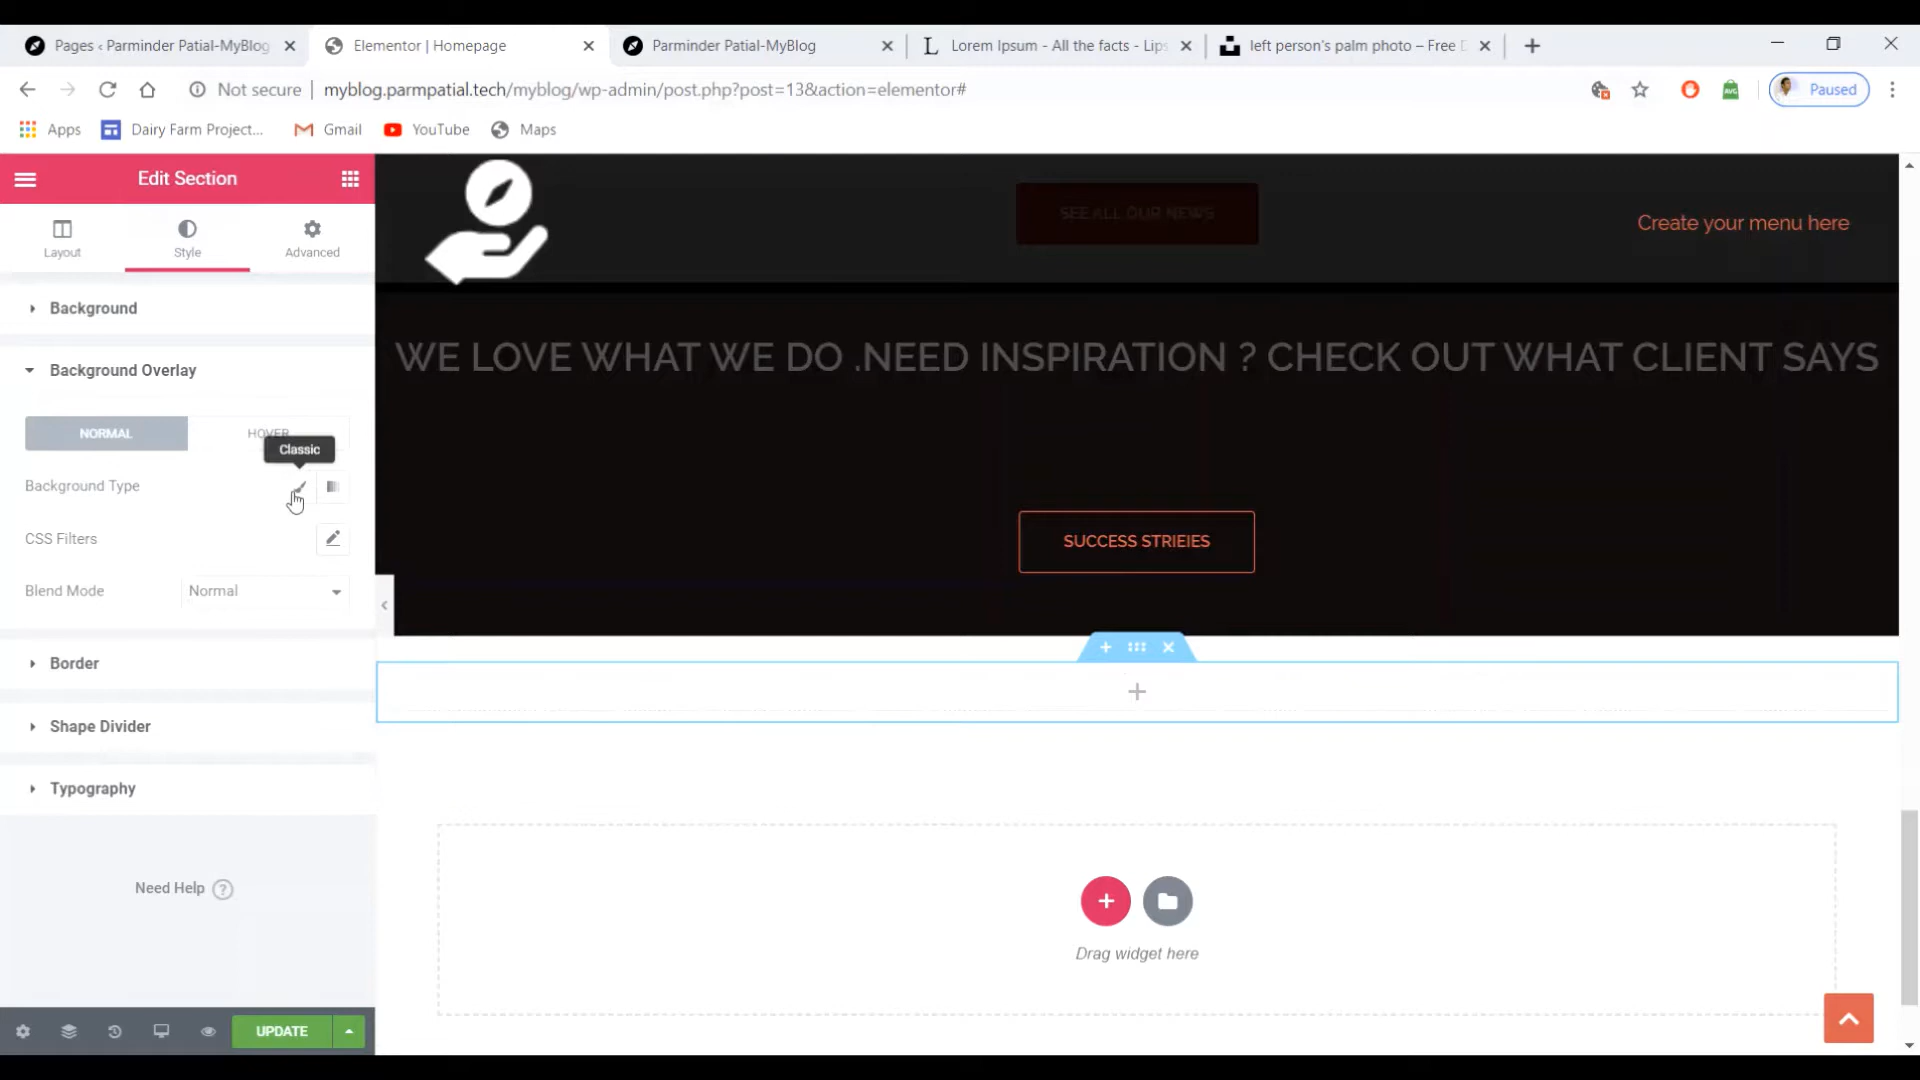 Pages ‹ Parminder Patial-MyBlog
Elementor | Homepage
Parminder Patial-MyBlog
Lorem Ipsum - All the facts - Lips
left person's palm photo – Free D
Not secure
myblog.parmpatial.tech/myblog/wp-admin/post.php?post=13&action=elementor#
Paused
Apps
Dairy Farm Project...
Gmail
YouTube
Maps
Edit Section
Layout
Style
Advanced
SEE ALL OUR NEWS
Create your menu here
Background
WE LOVE WHAT WE DO .NEED INSPIRATION ? CHECK OUT WHAT CLIENT SAYS
Background Overlay
NORMAL
HOVER
Classic
Background Type
CSS Filters
SUCCESS STRIEIES
Blend Mode
Normal
Border
Shape Divider
Typography
Need Help ?
Drag widget here
UPDATE